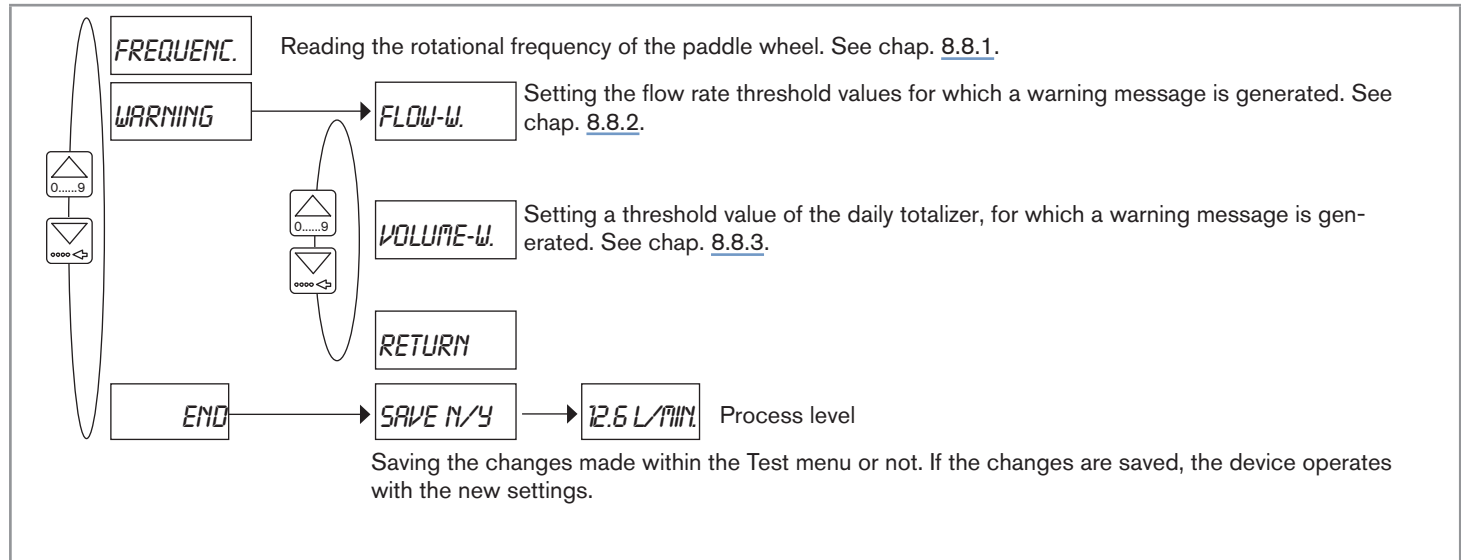 FREQUENC.
Reading the rotational frequency of the paddle wheel. See chap. 8.8.1.
WARNING
FLOW-W.
Setting the flow rate threshold values for which a warning message is generated. See
chap. 8.8.2.
0......9
0......9
VOLUME-W.
Setting a threshold value of the daily totalizer, for which a warning message is gen-
erated. See chap. 8.8.3.
RETURN
END
SAVE N/Y
12.6 L/MIN.
Process level
Saving the changes made within the Test menu or not. If the changes are saved, the device operates
with the new settings.